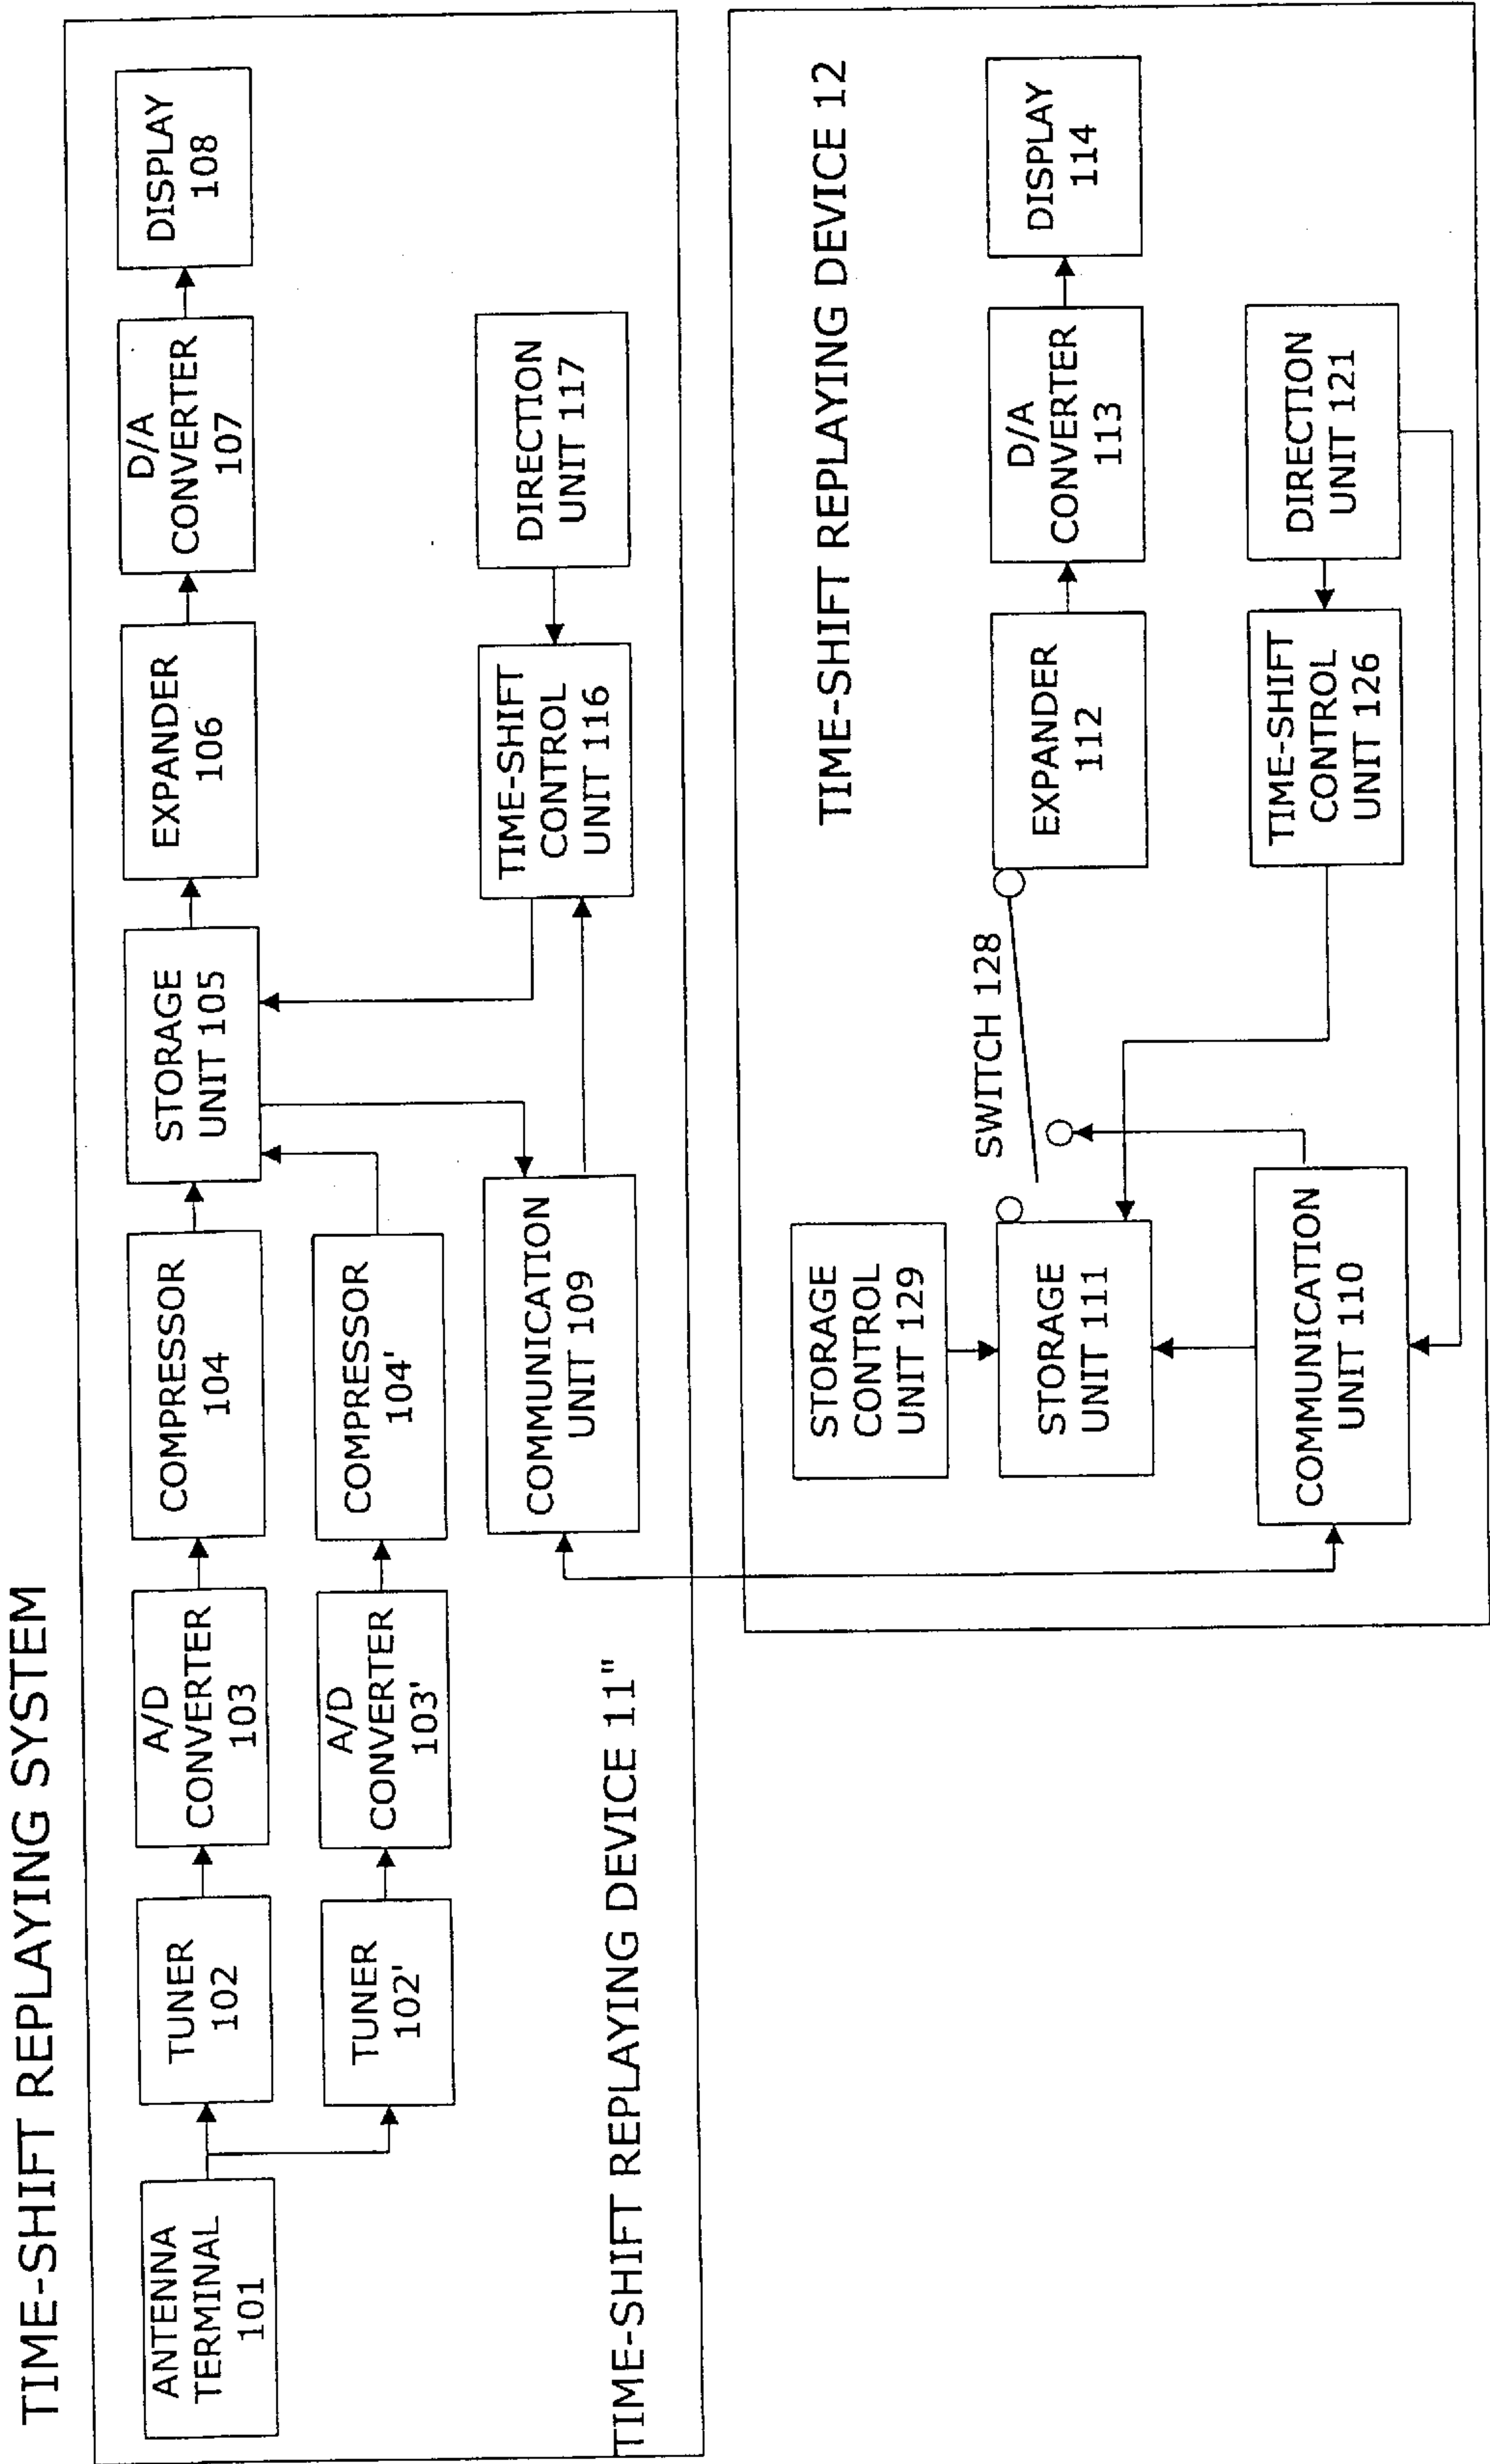 TIME-SHIFT REPLAYING SYSTEM
ANTENNA
TERMINAL
101
TUNER
102
A/D
CONVERTER
103
COMPRESSOR
104
STORAGE
UNIT 105
EXPANDER
106
D/A
CONVERTER
107
DISPLAY
108
TUNER
102'
A/D
CONVERTER
103'
COMPRESSOR
104'
COMMUNICATION
UNIT 109
TIME-SHIFT
CONTROL
UNIT 116
DIRECTION
UNIT 117
TIME-SHIFT REPLAYING DEVICE 11"
TIME-SHIFT REPLAYING DEVICE 12
STORAGE
CONTROL
UNIT 129
SWITCH 128
STORAGE
UNIT 111
EXPANDER
112
D/A
CONVERTER
113
DISPLAY
114
COMMUNICATION
UNIT 110
TIME-SHIFT
CONTROL
UNIT 126
DIRECTION
UNIT 121